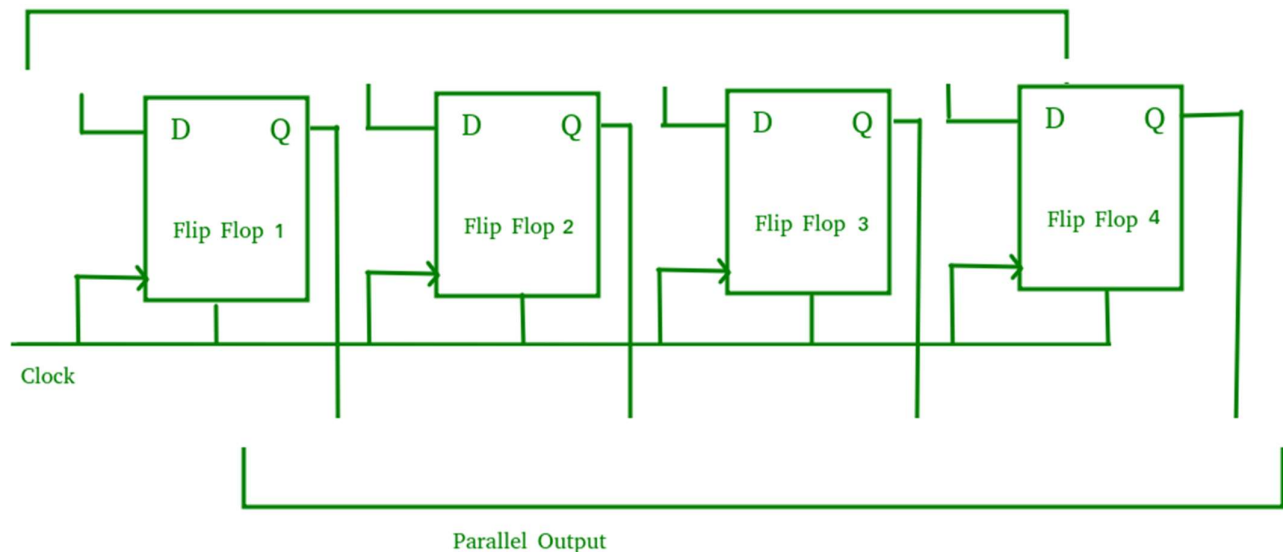 D Q D Q D Q D Q
Flip Flop 1 Flip Flop 2 Flip Flop 3 Flip Flop 4
Clock
Parallel Output